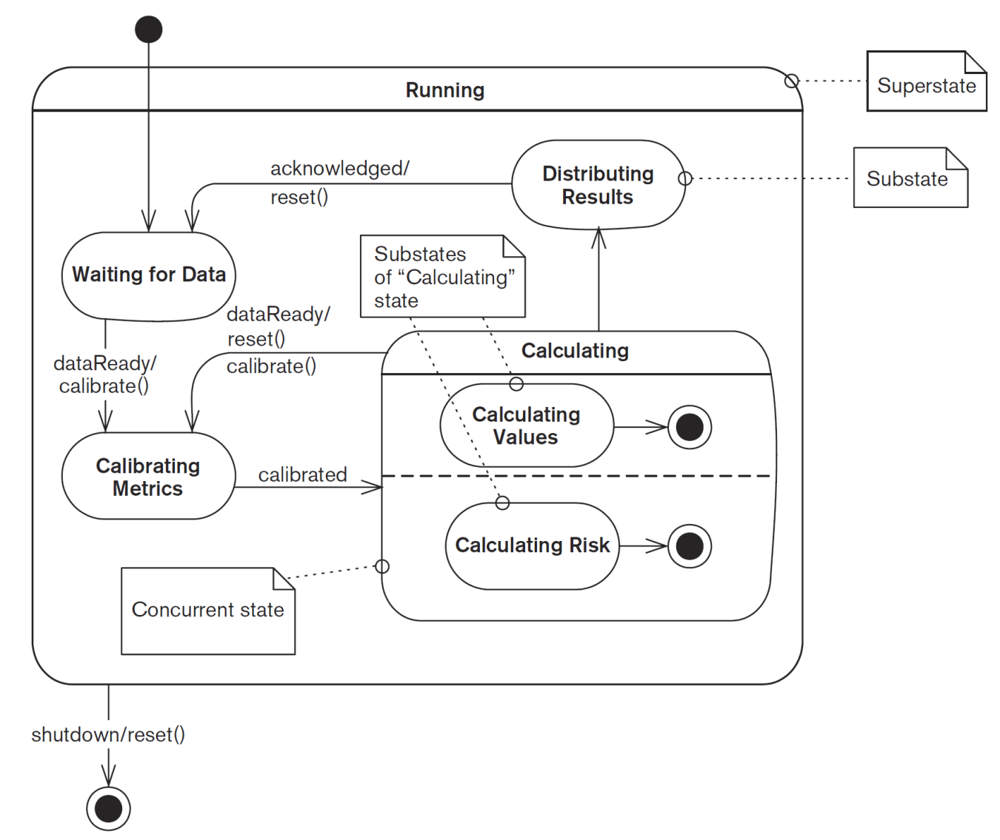 Running
Superstate
acknowledged/
reset()
Distributing
Results
Substate
Waiting for Data
Substates
of “Calculating”
state
dataReady/
reset()
calibrate()
Calculating
dataReady/
calibrate()
Calculating
Values
Calibrating
Metrics
calibrated
Calculating Risk
Concurrent state
shutdown/reset()